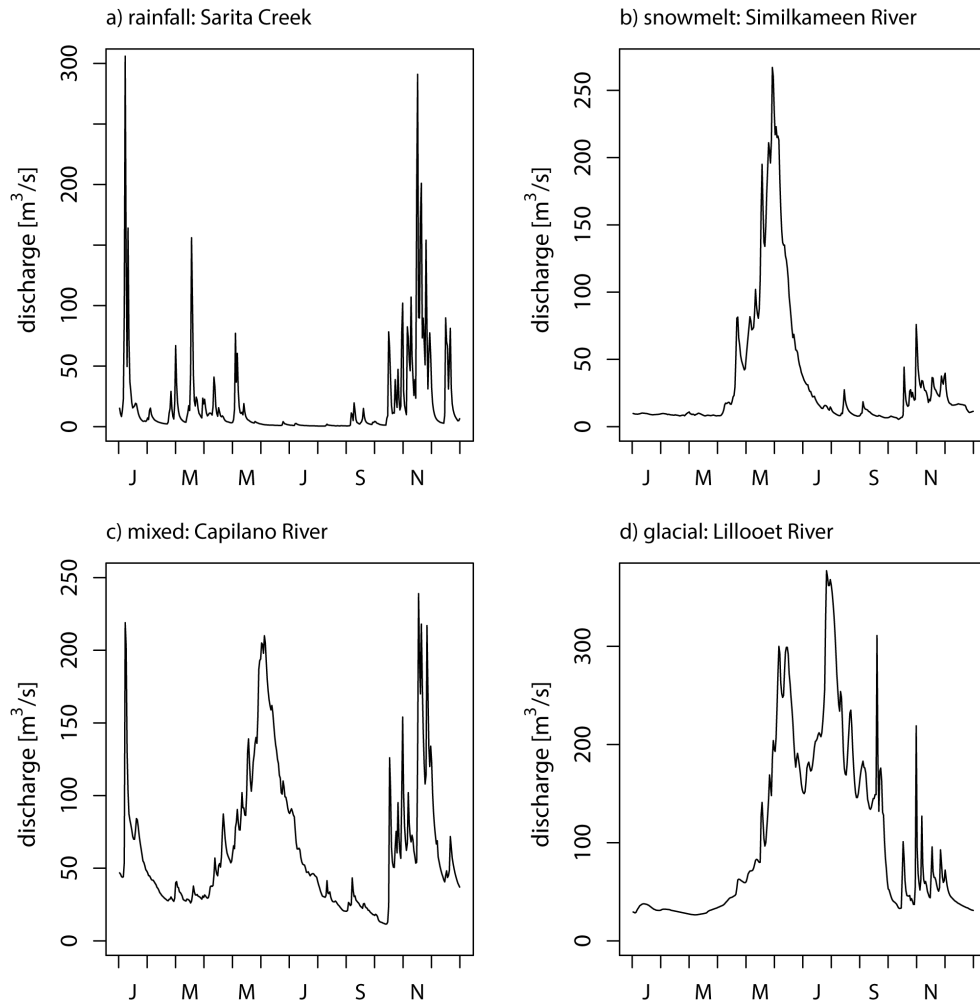 a) rainfall: Sarita Creek
discharge [m³/s]
300
200
100
50
0
J M M J S N
b) snowmelt: Similkameen River
discharge [m³/s]
250
200
150
100
50
0
J M M J S N
c) mixed: Capilano River
discharge [m³/s]
250
200
150
100
50
0
J M M J S N
d) glacial: Lillooet River
discharge [m³/s]
300
200
100
0
J M M J S N